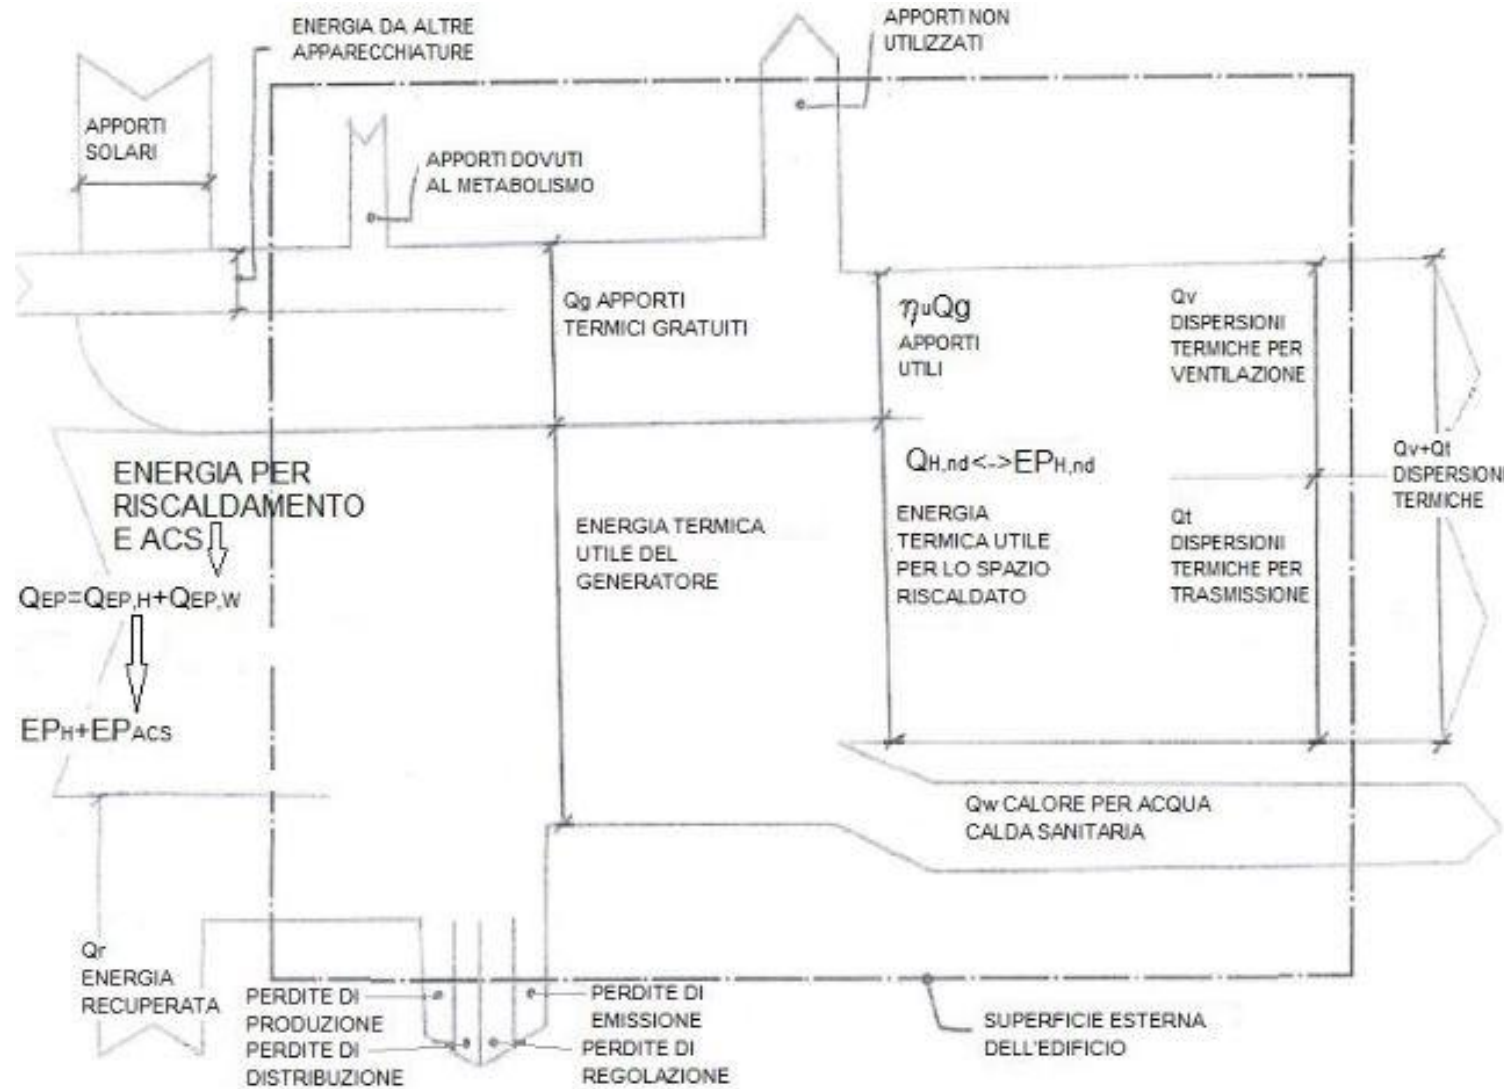 ENERGIA DA ALTRE
APPARECCHIATURE
APPORTI NON
UTILIZZATI
APPORTI
SOLARI
APPORTI DOVUTI
AL METABOLISMO
Qg APPORTI
TERMICI GRATUITI
ηuQg
APPORTI
UTILI
Qv
DISPERSIONI
TERMICHE PER
VENTILAZIONE
Qv+Qt
DISPERSIONI
TERMICHE
ENERGIA PER
RISCALDAMENTO
E ACS
QEP=QEP,H+QEP,W
EPH+EPACS
ENERGIA TERMICA
UTILE DEL
GENERATORE
QH,nd<->EPH,nd
ENERGIA
TERMICA UTILE
PER LO SPAZIO
RISCALDATO
Qt
DISPERSIONI
TERMICHE PER
TRASMISSIONE
Qw CALORE PER ACQUA
CALDA SANITARIA
Qr
ENERGIA
RECUPERATA
PERDITE DI
PRODUZIONE
PERDITE DI
DISTRIBUZIONE
PERDITE DI
EMISSIONE
PERDITE DI
REGOLAZIONE
SUPERFICIE ESTERNA
DELL'EDIFICIO